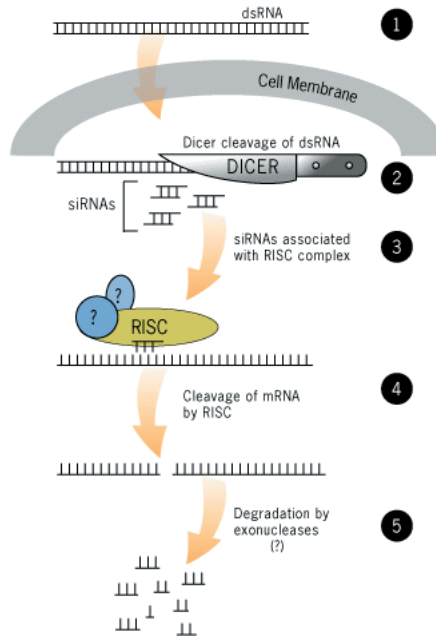 dsRNA
1
Cell Membrane
Dicer cleavage of dsRNA
DICER
2
siRNAs
siRNAs associated
with RISC complex
3
?
?
RISC
4
Cleavage of mRNA
by RISC
Degradation by
exonucleases
(?)
5